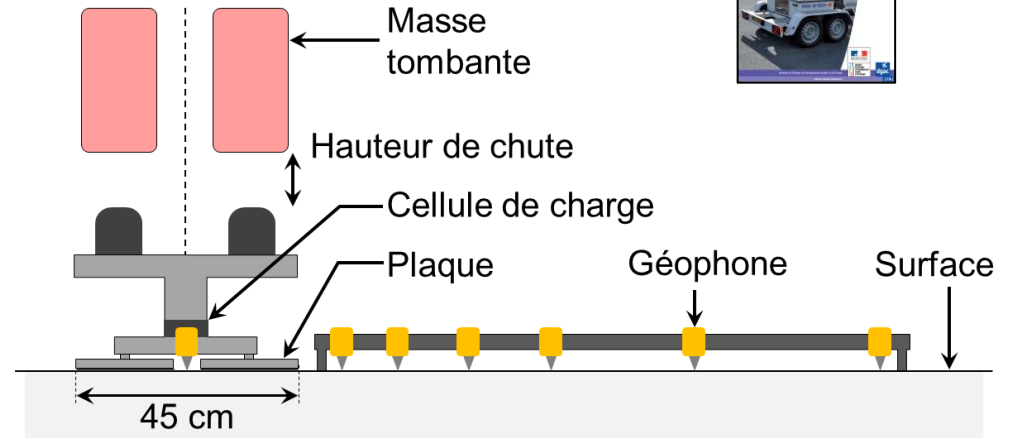 Masse
tombante
Hauteur de chute
Cellule de charge
Plaque
Géophone
Surface
45 cm